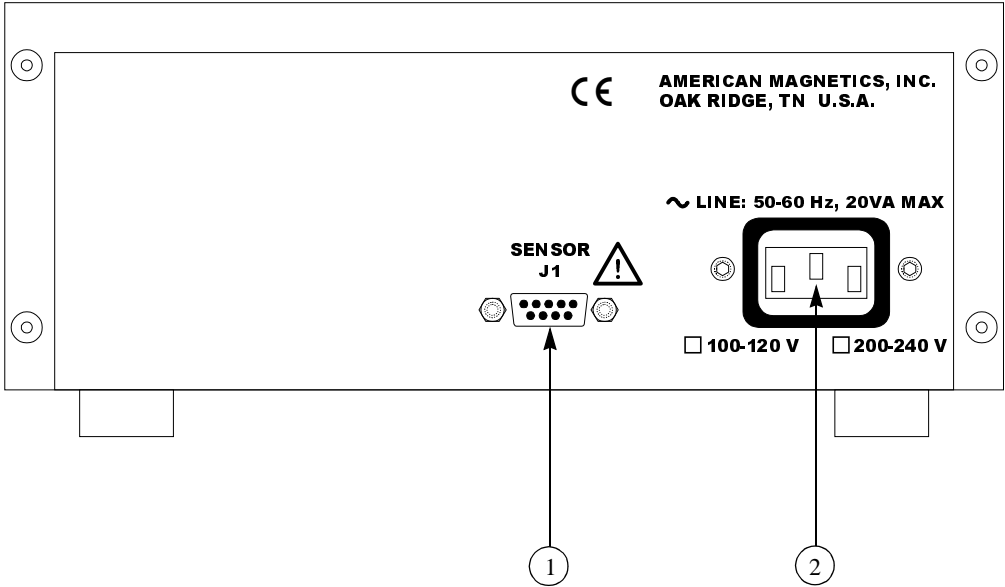 CE
AMERICAN MAGNETICS, INC.
OAK RIDGE, TN U.S.A.
~ LINE: 50-60 Hz, 20VA MAX
SENSOR
J1
!
100-120 V
200-240 V
1
2